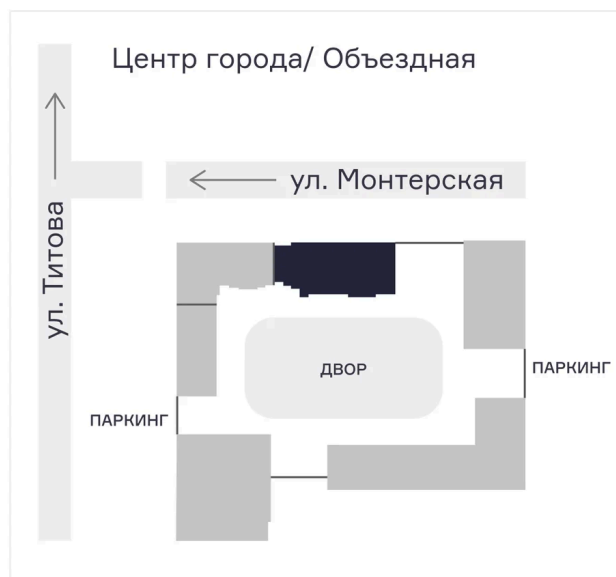 Центр города/ Объездная
ул. Монтерская
ул. Титова
ДВОР
ПАРКИНГ
ПАРКИНГ